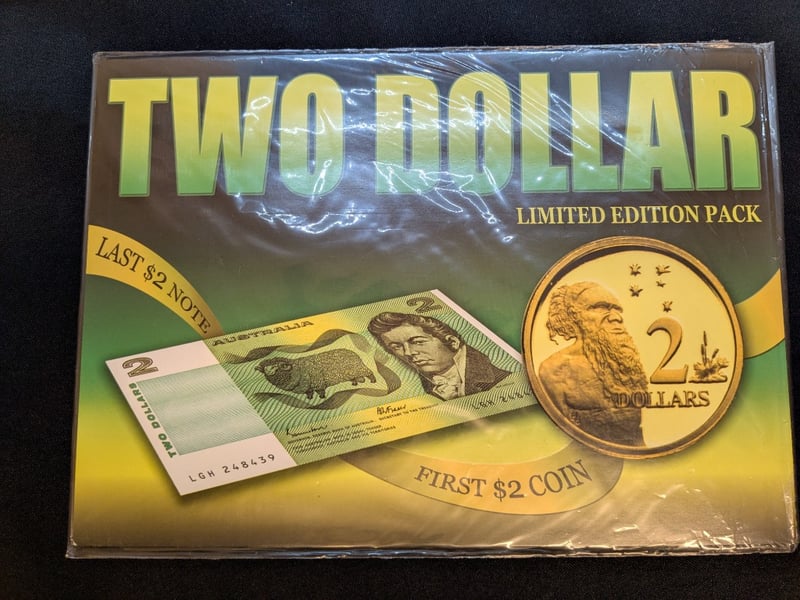 TWO DOLLAR
LIMITED EDITION PACK
LAST $2 NOTE
2
AUSTRALIA
2
TWO DOLLARS
LGH 248439
2
DOLLARS
FIRST $2 COIN